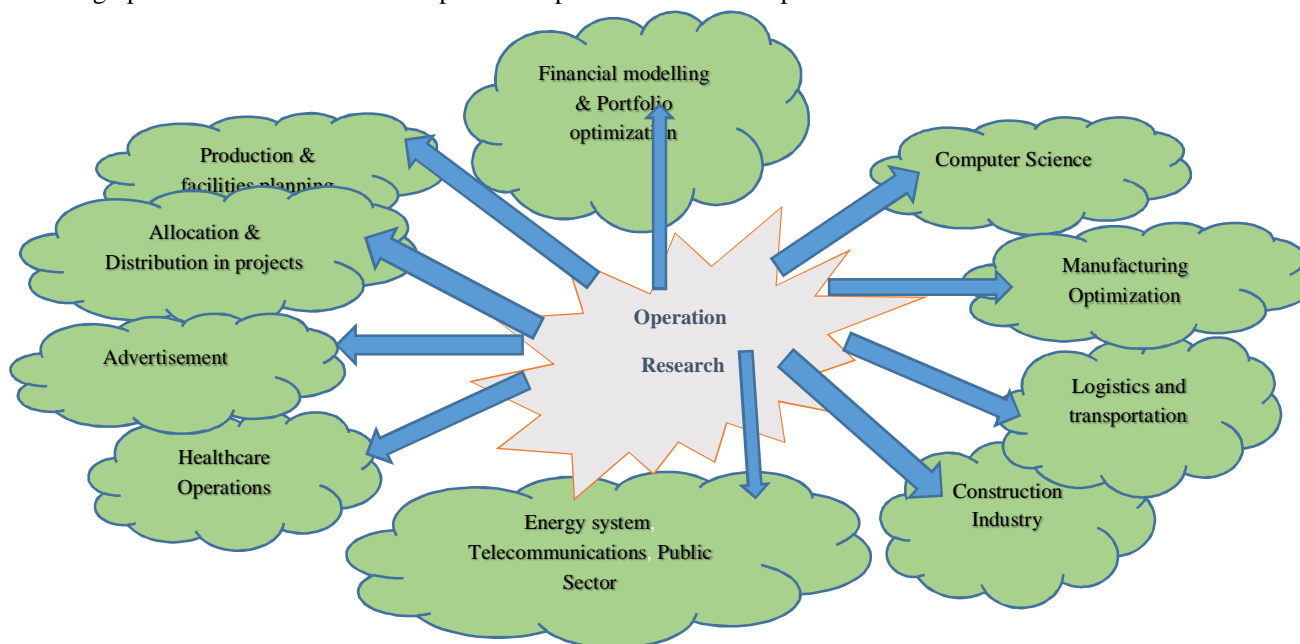 Financial modelling
& Portfolio
optimization
Production &
facilities planning
Computer Science
Allocation &
Distribution in projects
Manufacturing
Optimization
Operation
Research
Advertisement
Logistics and
transportation
Healthcare
Operations
Construction
Industry
Energy system,
Telecommunications, Public
Sector